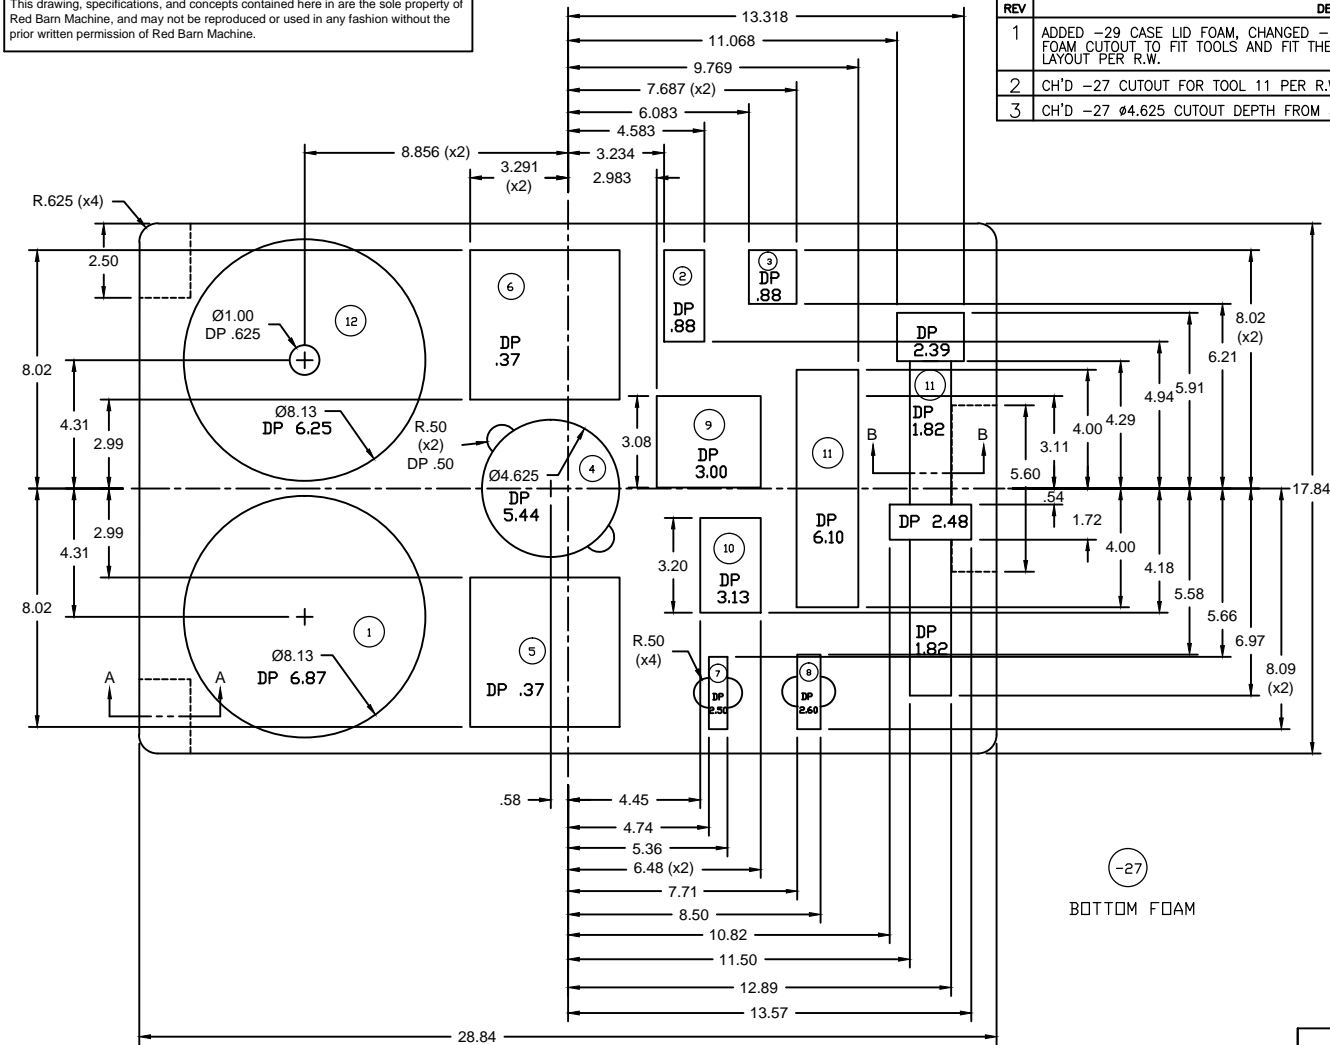 This drawing, specifications, and concepts contained here in are the sole property of
Red Barn Machine, and may not be reproduced or used in any fashion without the
prior written permission of Red Barn Machine.
REV
1 ADDED -29 CASE LID FOAM, CHANGED -
FOAM CUTOUT TO FIT TOOLS AND FIT THE
LAYOUT PER R.W.
2 CH'D -27 CUTOUT FOR TOOL 11 PER
3 CH'D -27 ø4.625 CUTOUT DEPTH FROM
13.318
11.068
9.769
7.687 (x2)
6.083
4.583
8.856 (x2)
3.234
3.291
(x2)
2.983
R.625 (x4)
2.50
8.02
4.31
2.99
2.99
4.31
8.02
Ø1.00
DP .625
12
Ø8.13
DP 6.25
6
DP
.37
2
DP
.88
3
DP
.88
DP
2.39
11
DP
1.82
B
B
R.50
(x2)
DP .50
Ø4.625
4
DP
5.44
3.08
9
DP
3.00
11
DP
6.10
DP 2.48
10
DP
3.13
3.20
DP
1.82
1
Ø8.13
DP 6.87
A
A
5
DP .37
R.50
(x4)
7
DP
2.50
8
DP
2.60
8.02
(x2)
6.21
5.91
4.94
4.29
4.00
3.11
5.60
.54
1.72
4.00
4.18
5.58
5.66
6.97
8.09
(x2)
17.84
.58
4.45
4.74
5.36
6.48 (x2)
7.71
8.50
10.82
11.50
12.89
13.57
28.84
-27
BOTTOM FOAM